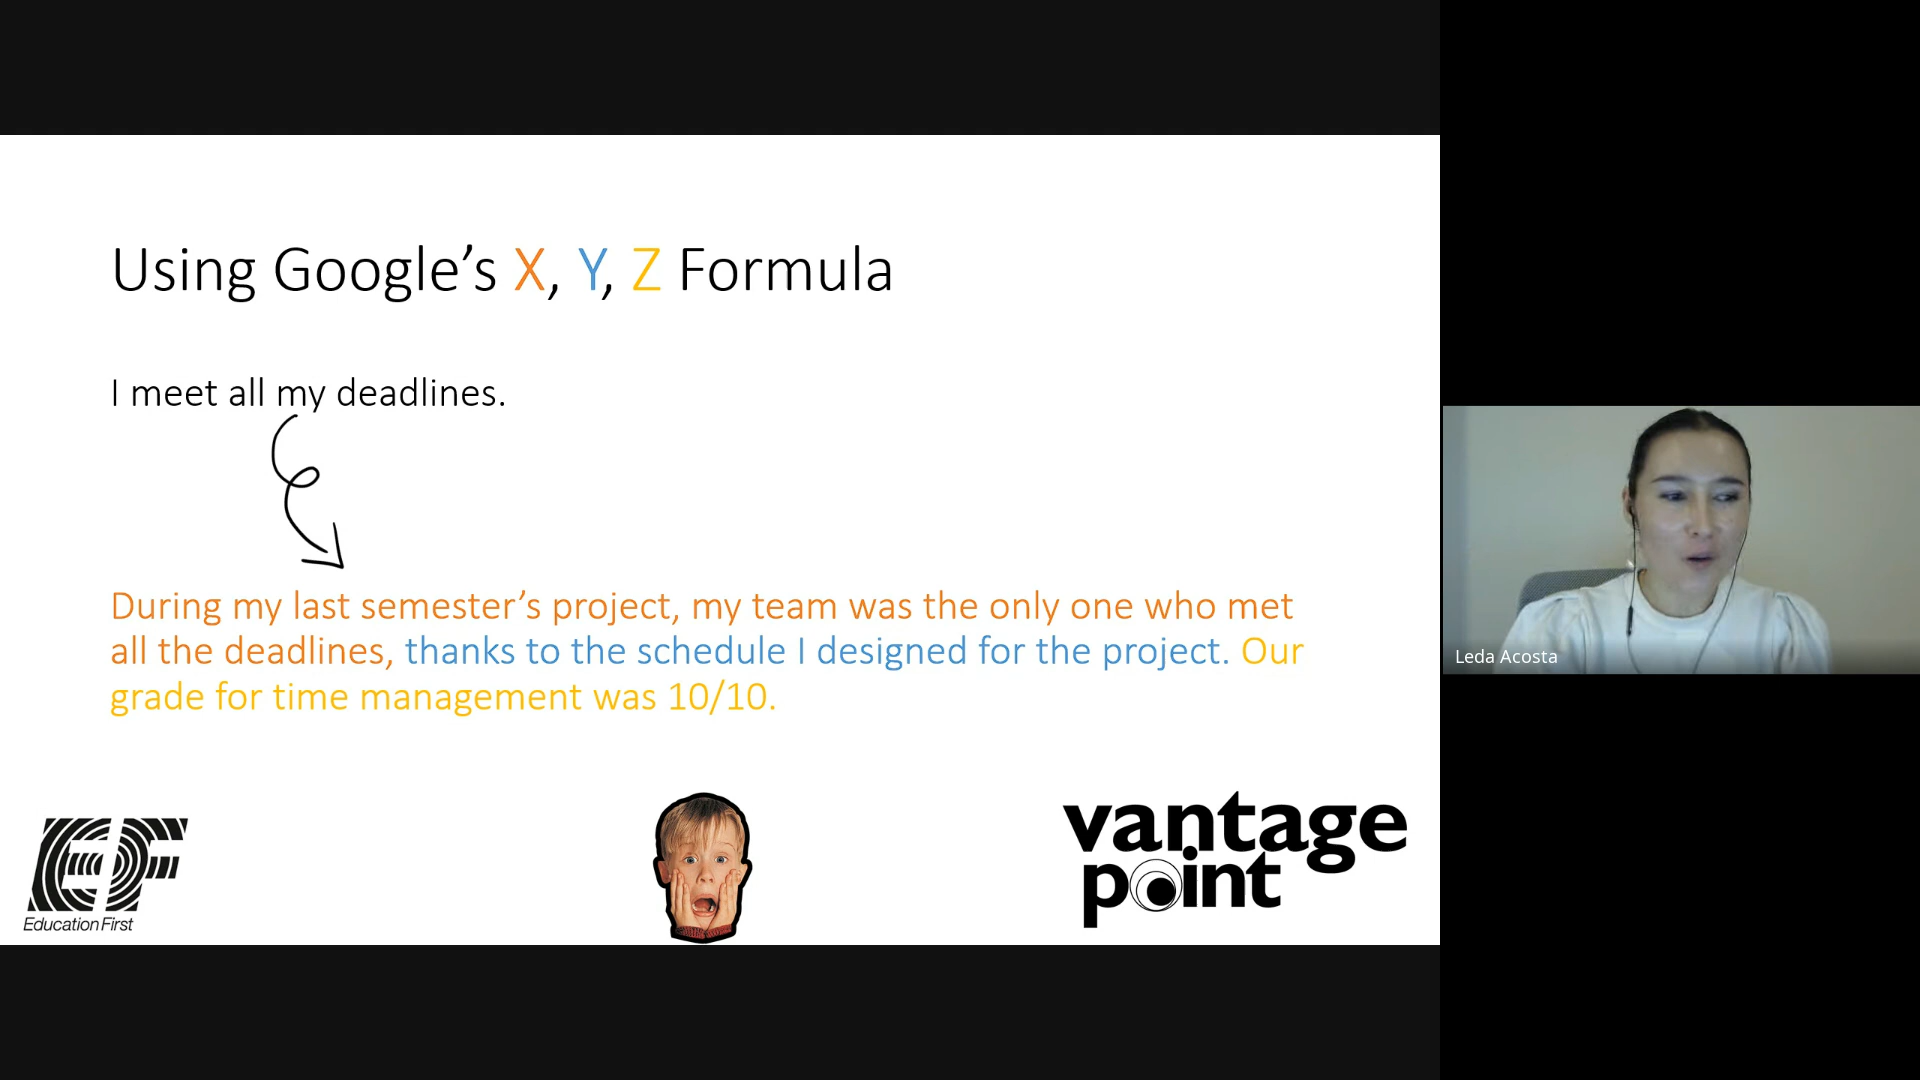 Using Google’s X, Y, Z Formula
I meet all my deadlines.
During my last semester’s project, my team was the only one who met
all the deadlines, thanks to the schedule I designed for the project. Our
grade for time management was 10/10.
EF
Education First
vantage
point
Leda Acosta